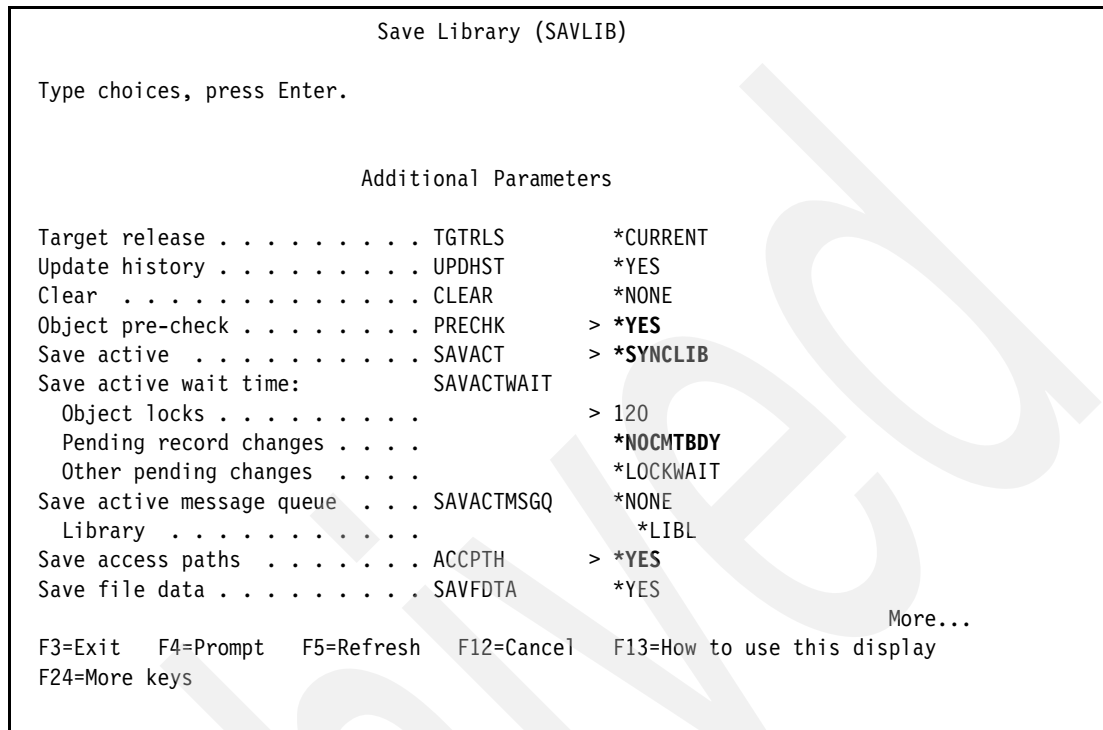 Save Library (SAVLIB)
Type choices, press Enter.
Additional Parameters
Target release . . . . . . . . . TGTRLS *CURRENT
Update history . . . . . . . . . UPDHST *YES
Clear . . . . . . . . . . . . . CLEAR *NONE
Object pre-check . . . . . . . . PRECHK > *YES
Save active . . . . . . . . . . SAVACT > *SYNCLIB
Save active wait time: SAVACTWAIT
Object locks . . . . . . . . . > 120
Pending record changes . . . . *NOCMTBDY
Other pending changes . . . . *LOCKWAIT
Save active message queue . . . SAVACTMSGQ *NONE
Library . . . . . . . . . . . *LIBL
Save access paths . . . . . . . ACCPTH > *YES
Save file data . . . . . . . . . SAVFDTA *YES
More...
F3=Exit F4=Prompt F5=Refresh F12=Cancel F13=How to use this display
F24=More keys